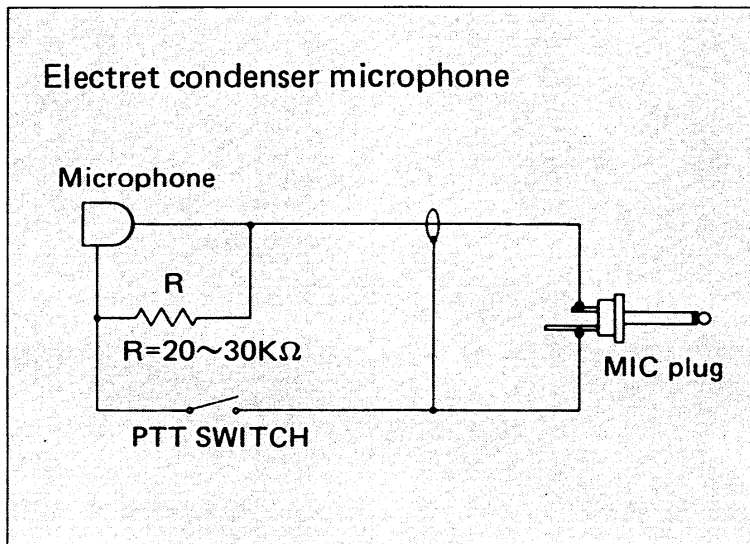 Electret condenser microphone
Microphone
R
R=20~30KΩ
MIC plug
PTT SWITCH